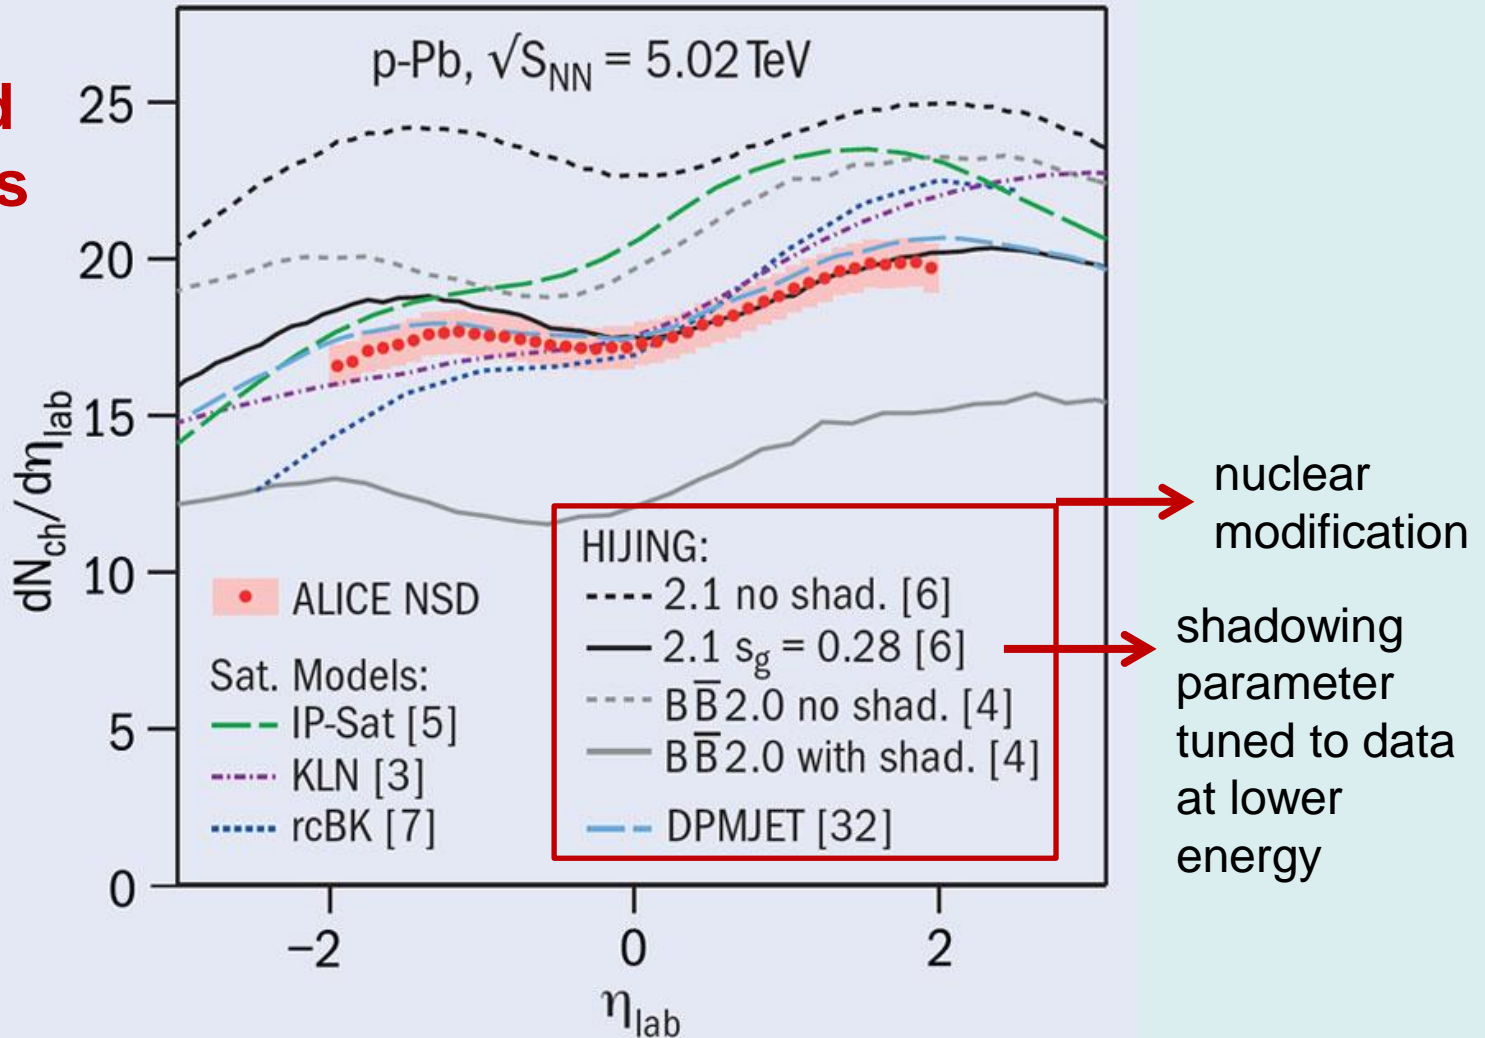 p-Pb, √S_NN = 5.02 TeV
25
20
15
10
5
0
dN_ch/dη_lab
−2
0
2
η_lab
ALICE NSD
Sat. Models:
IP-Sat [5]
KLN [3]
rcBK [7]
HIJING:
2.1 no shad. [6]
2.1 s_g = 0.28 [6]
BB̅2.0 no shad. [4]
BB̅2.0 with shad. [4]
DPMJET [32]
nuclear
modification
shadowing
parameter
tuned to data
at lower
energy